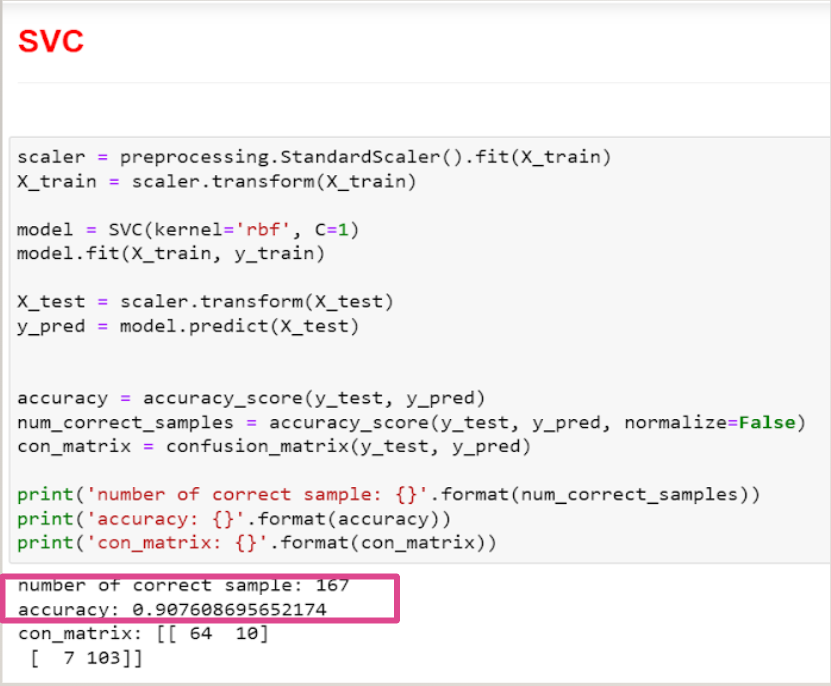 SVC
scaler = preprocessing.StandardScaler().fit(X_train)
X_train = scaler.transform(X_train)
model = SVC(kernel='rbf', C=1)
model.fit(X_train, y_train)
X_test = scaler.transform(X_test)
y_pred = model.predict(X_test)
accuracy = accuracy_score(y_test, y_pred)
num_correct_samples = accuracy_score(y_test, y_pred, normalize=False)
con_matrix = confusion_matrix(y_test, y_pred)
print('number of correct sample: {}'.format(num_correct_samples))
print('accuracy: {}'.format(accuracy))
print('con_matrix: {}'.format(con_matrix))
number of correct sample: 167
accuracy: 0.907608695652174
con_matrix: [[ 64  10]
 [  7 103]]